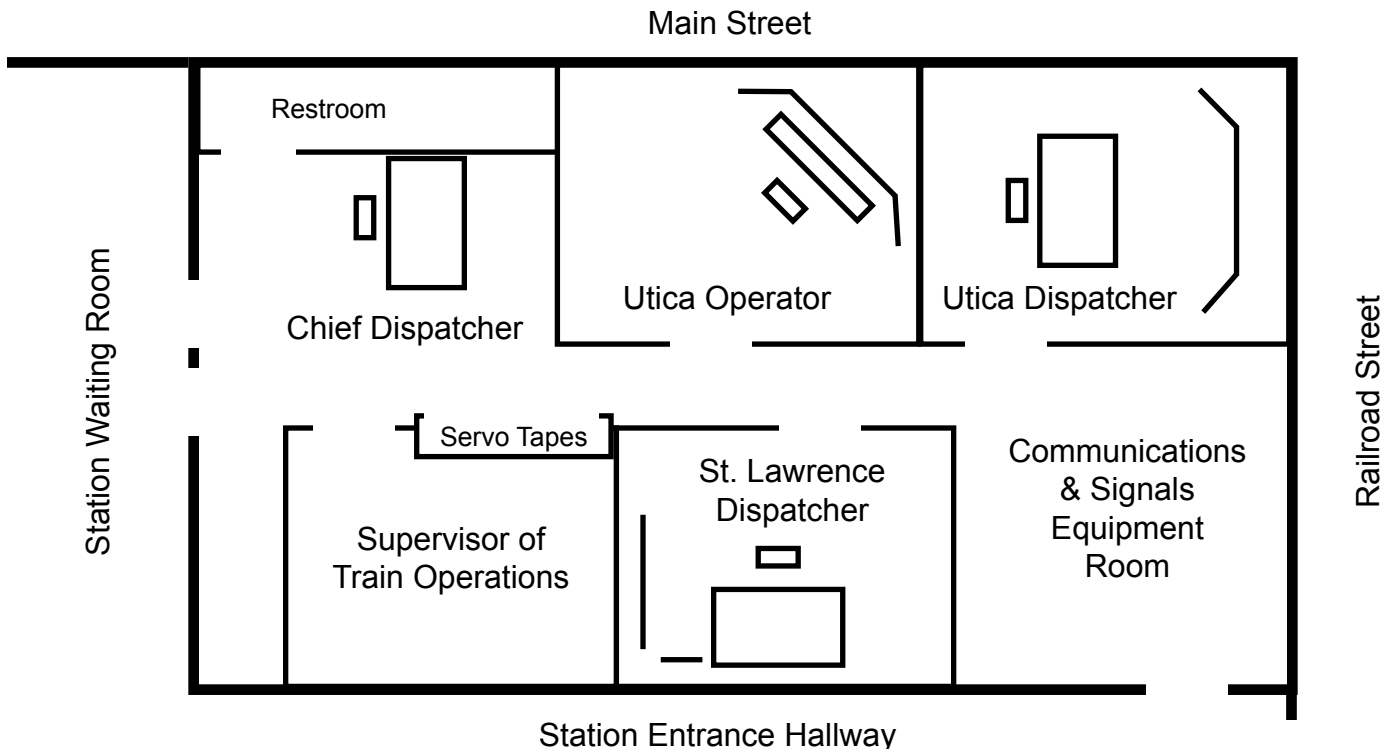 Main Street
Restroom
Utica Operator
Utica Dispatcher
Chief Dispatcher
Station Waiting Room
Railroad Street
Servo Tapes
St. Lawrence
Dispatcher
Communications
& Signals
Equipment
Room
Supervisor of
Train Operations
Station Entrance Hallway